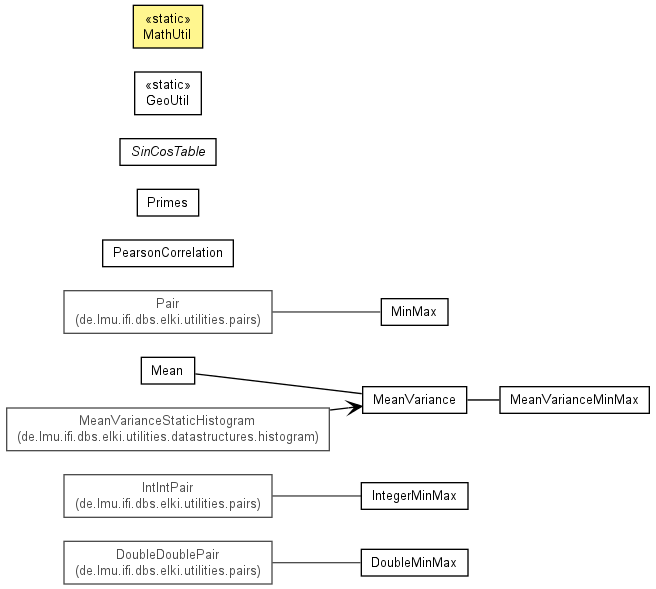 «static»
MathUtil
«static»
GeoUtil
SinCosTable
Primes
PearsonCorrelation
Pair
(de.lmu.ifi.dbs.elki.utilities.pairs)
MinMax
Mean
MeanVariance
MeanVarianceMinMax
MeanVarianceStaticHistogram
(de.lmu.ifi.dbs.elki.utilities.datastructures.histogram)
IntIntPair
(de.lmu.ifi.dbs.elki.utilities.pairs)
IntegerMinMax
DoubleDoublePair
(de.lmu.ifi.dbs.elki.utilities.pairs)
DoubleMinMax